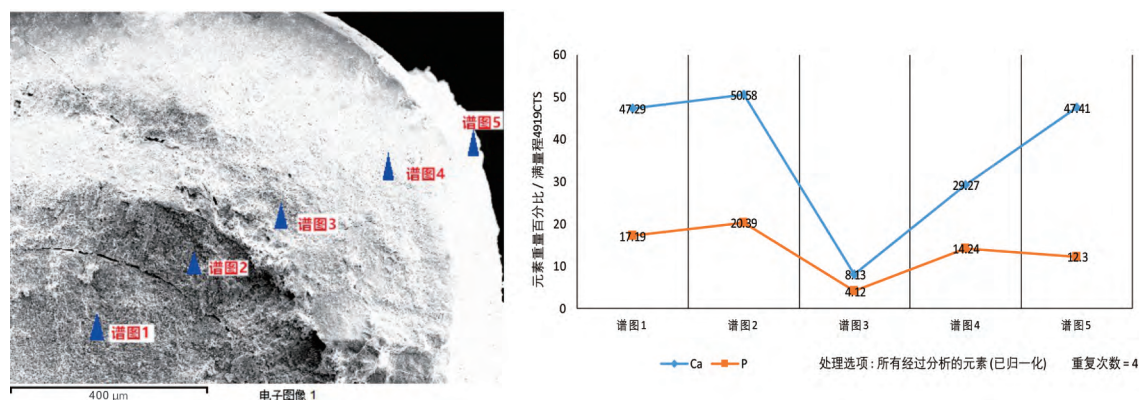 谱图5
谱图4
谱图3
谱图2
谱图1
400 μm
电子图像 1
元素重量百分比 / 满量程4919CTS
60
50
40
30
20
10
0
47.29
50.58
8.13
29.27
47.41
17.19
20.39
4.12
14.24
12.3
谱图1 谱图2 谱图3 谱图4 谱图5
Ca P 处理选项：所有经过分析的元素 (已归一化) 重复次数 = 4